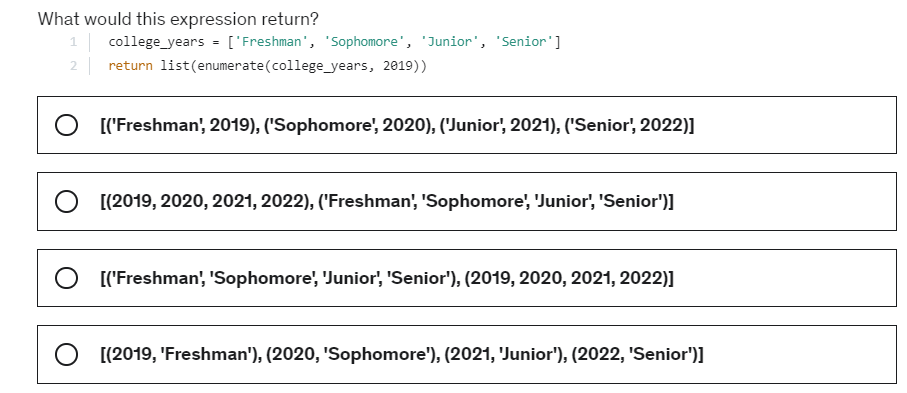 What would this expression return?
1 college_years = ['Freshman', 'Sophomore', 'Junior', 'Senior']
2 return list(enumerate(college_years, 2019))
[('Freshman', 2019), ('Sophomore', 2020), ('Junior', 2021), ('Senior', 2022)]
[(2019, 2020, 2021, 2022), ('Freshman', 'Sophomore', 'Junior', 'Senior')]
[('Freshman', 'Sophomore', 'Junior', 'Senior'), (2019, 2020, 2021, 2022)]
[(2019, 'Freshman'), (2020, 'Sophomore'), (2021, 'Junior'), (2022, 'Senior')]